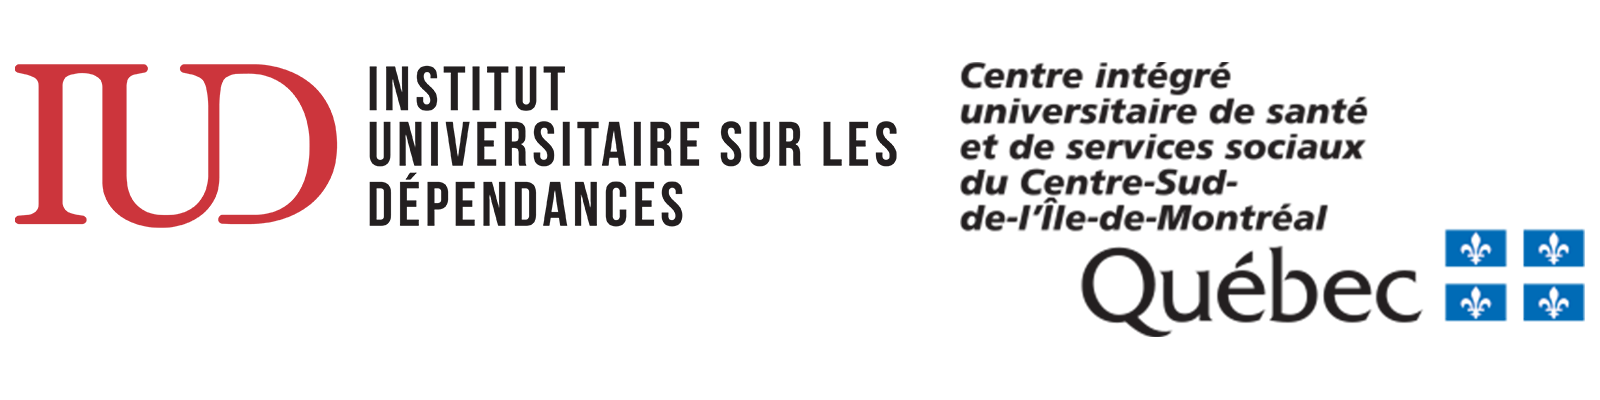 IUD
INSTITUT
UNIVERSITAIRE SUR LES
DÉPENDANCES
Centre intégré
universitaire de santé
et de services sociaux
du Centre-Sud-
de-l'Île-de-Montréal
Québec